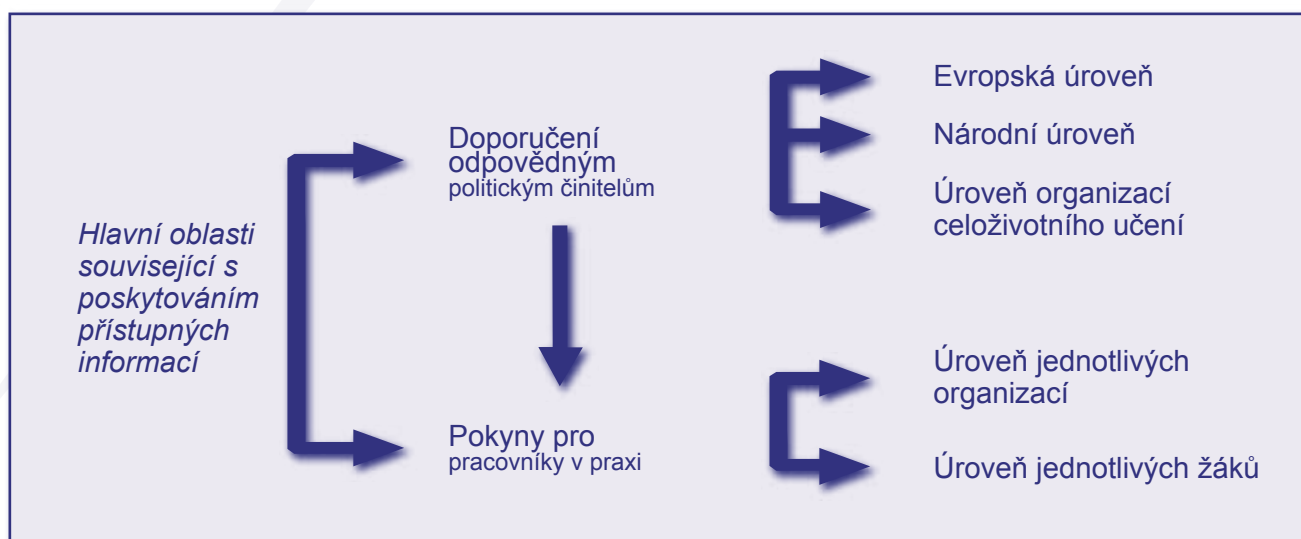 Hlavní oblasti
související s
poskytováním
přístupných
informací
Doporučení
odpovědným
politickým činitelům
Pokyny pro
pracovníky v praxi
Evropská úroveň
Národní úroveň
Úroveň organizací
celoživotního učení
Úroveň jednotlivých
organizací
Úroveň jednotlivých žáků